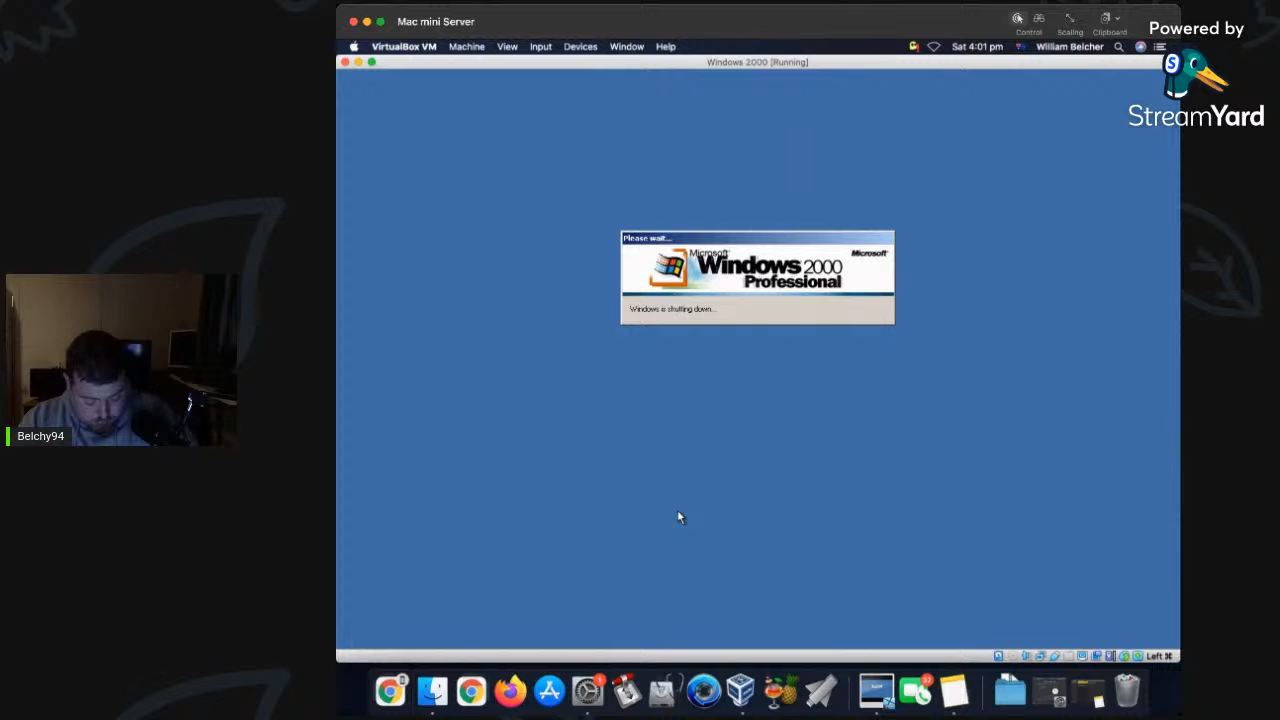 Mac mini Server
Control
Scaling
Clipboard
Powered by
StreamYard
VirtualBox VM Machine View Input Devices Window Help
Sat 4:01 pm William Belcher
Windows 2000 [Running]
Please wait...
Microsoft
Windows 2000
Professional
Microsoft
Windows is shutting down...
Belchy94
Left ⌘